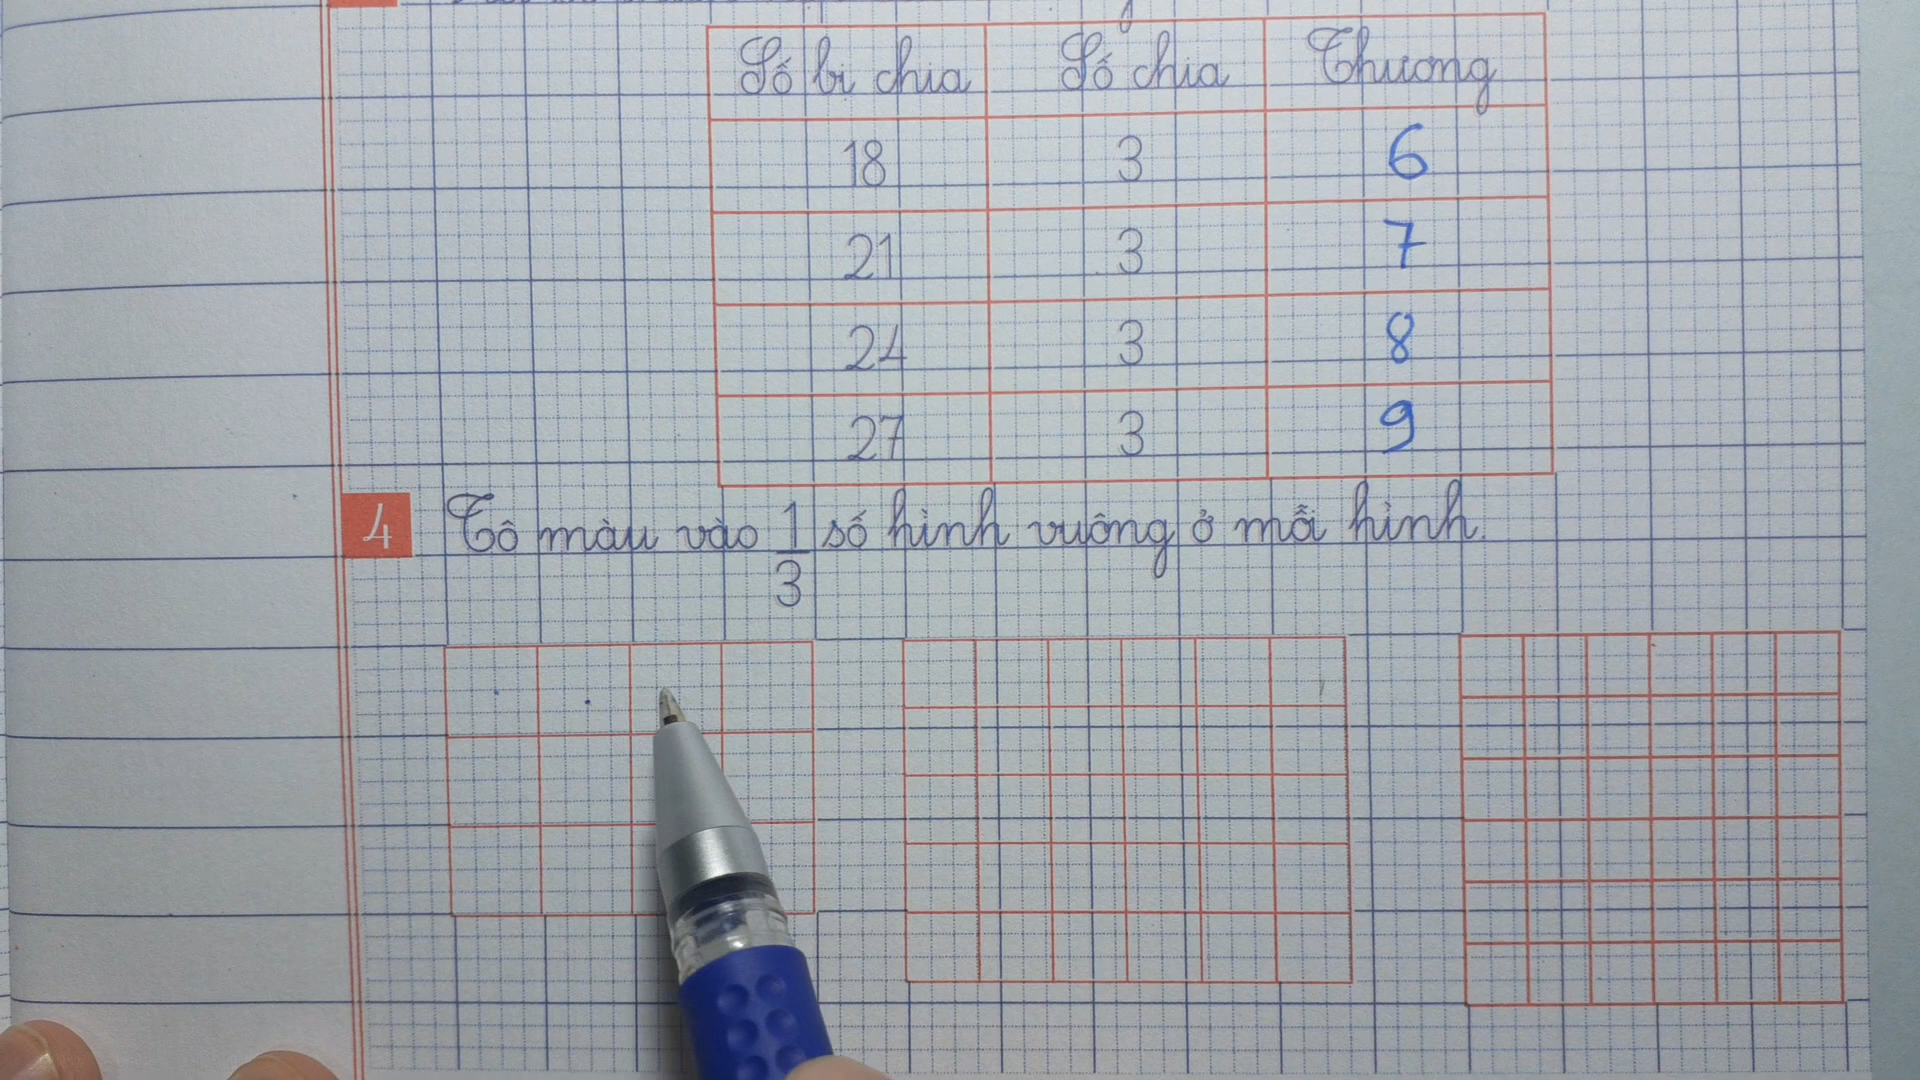 Số bị chia Số chia Thương
18 3 6
21 3 7
24 3 8
27 3 9
4 Tô màu vào 1/3 số hình vuông ở mỗi hình.